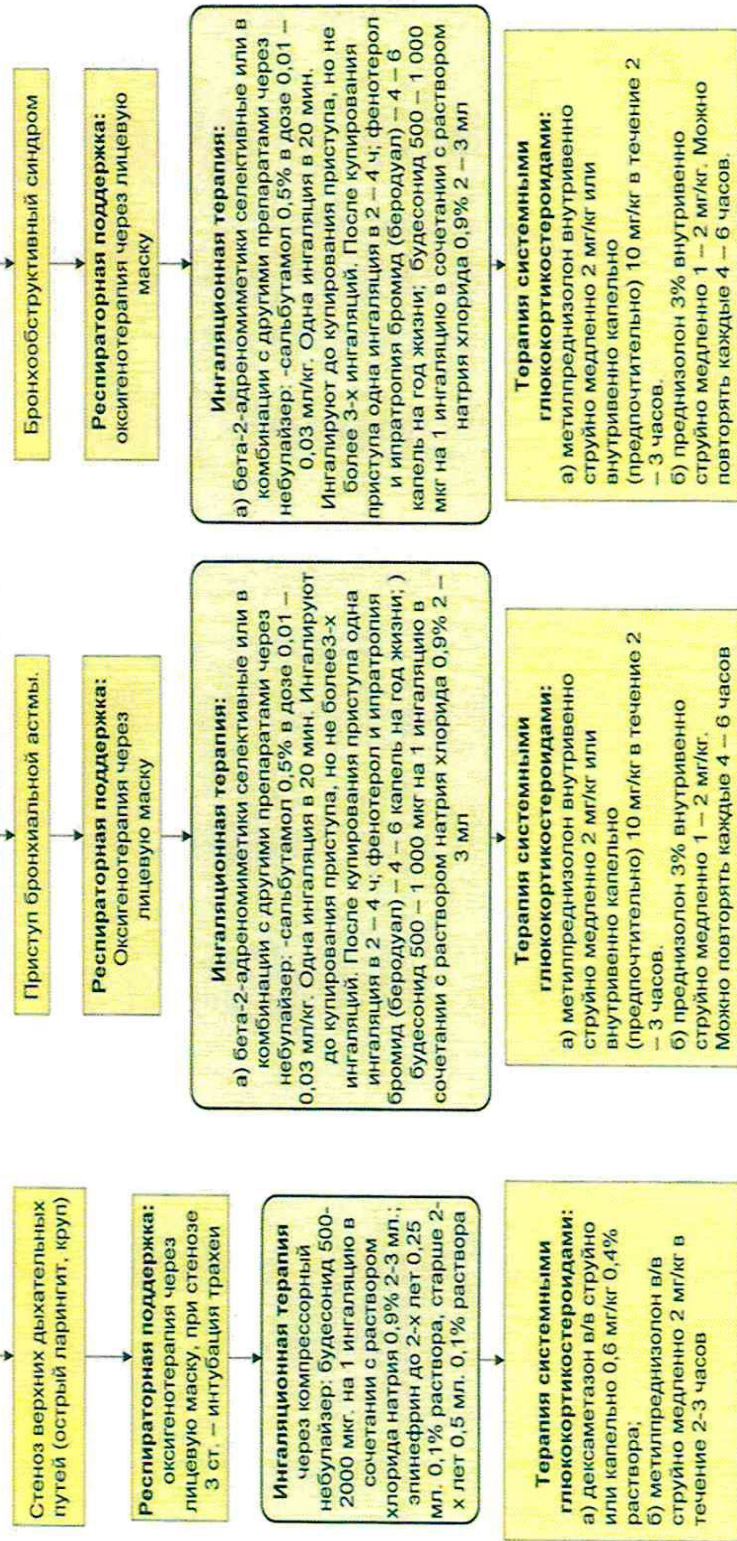 Стеноз верхних дыхательных
путей (острый ларингит, круп)
Респираторная поддержка:
оксигенотерапия через
лицевую маску, при стенозе
3 ст. – интубация трахеи
Ингаляционная терапия
через компрессорный
небулайзер: будесонид 500-
2000 мкг. на 1 ингаляцию в
сочетании с раствором
хлорида натрия 0,9% 2-3 мл.;
эпинефрин до 2-х лет 0,25
мл. 0,1% раствора, старше 2-
х лет 0,5 мл. 0,1% раствора
Терапия системными
глюкокортикостероидами:
а) дексаметазон в/в струйно
или капельно 0,6 мг/кг 0,4%
раствора;
б) метилпреднизолон в/в
струйно медленно 2 мг/кг в
течение 2-3 часов
Приступ бронхиальной астмы.
Респираторная поддержка:
Оксигенотерапия через
лицевую маску
Ингаляционная терапия:
а) бета-2-адреномиметики селективные или в
комбинации с другими препаратами через
небулайзер: -сальбутамол 0,5% в дозе 0,01 –
0,03 мл/кг. Одна ингаляция в 20 мин. Ингалируют
до купирования приступа, но не более3-х
ингаляций. После купирования приступа одна
ингаляция в 2 – 4 ч; фенотерол и ипратропия
бромид (беродуал) – 4 – 6 капель на год жизни; )
будесонид 500 – 1 000 мкг на 1 ингаляцию в
сочетании с раствором натрия хлорида 0,9% 2 –
3 мл
Терапия системными
глюкокортикостероидами:
а) метилпреднизолон внутривенно
струйно медленно 2 мг/кг или
внутривенно капельно
(предпочтительно) 10 мг/кг в течение 2
– 3 часов.
б) преднизолон 3% внутривенно
струйно медленно 1 – 2 мг/кг.
Можно повторять каждые 4 – 6 часов
Бронхообструктивный синдром
Респираторная поддержка:
оксигенотерапия через лицевую
маску
Ингаляционная терапия:
а) бета-2-адреномиметики селективные или в
комбинации с другими препаратами через
небулайзер: -сальбутамол 0,5% в дозе 0,01 –
0,03 мл/кг. Одна ингаляция в 20 мин.
Ингалируют до купирования приступа, но не
более 3-х ингаляций. После купирования
приступа одна ингаляция в 2 – 4 ч; фенотерол
и ипратропия бромид (беродуал) – 4 – 6
капель на год жизни; будесонид 500 – 1 000
мкг на 1 ингаляцию в сочетании с раствором
натрия хлорида 0,9% 2 – 3 мл
Терапия системными
глюкокортикостероидами:
а) метилпреднизолон внутривенно
струйно медленно 2 мг/кг или
внутривенно капельно
(предпочтительно) 10 мг/кг в течение 2
– 3 часов.
б) преднизолон 3% внутривенно
струйно медленно 1 – 2 мг/кг. Можно
повторять каждые 4 – 6 часов.